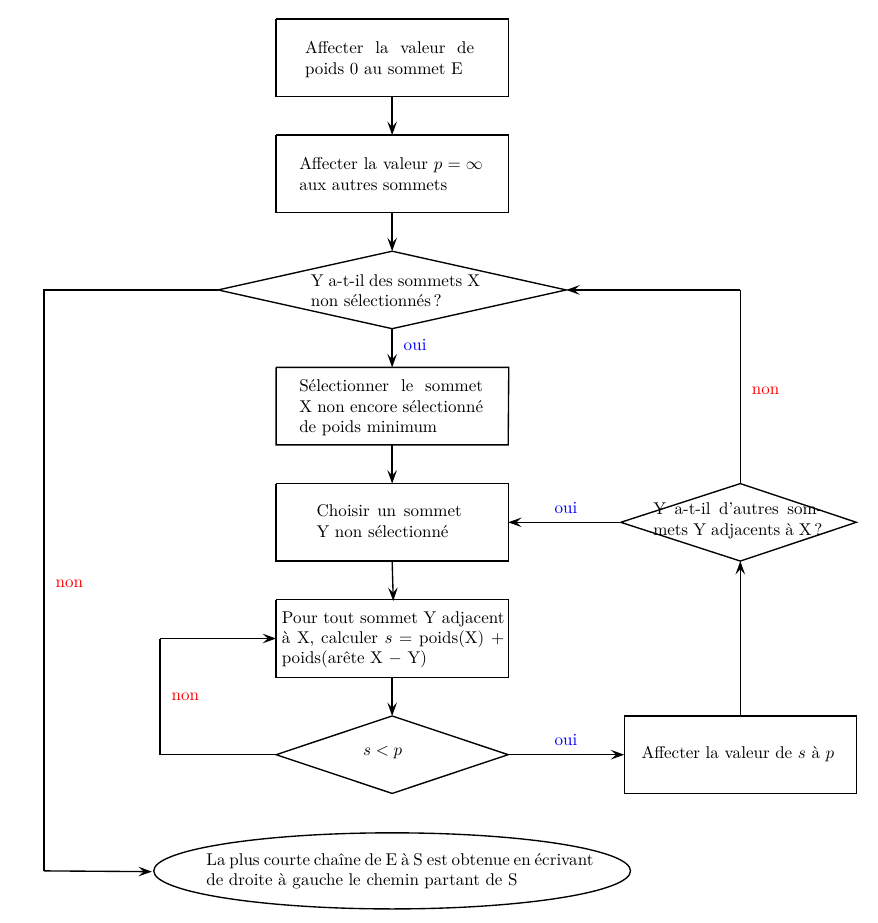 Affecter la valeur de
poids 0 au sommet E
Affecter la valeur p = ∞
aux autres sommets
Y a-t-il des sommets X
non sélectionnés ?
oui
Sélectionner le sommet
X non encore sélectionné
de poids minimum
non
Choisir un sommet
Y non sélectionné
oui
Y a-t-il d'autres som-
mets Y adjacents à X ?
non
Pour tout sommet Y adjacent
à X, calculer s = poids(X) +
poids(arête X − Y)
non
s < p
oui
Affecter la valeur de s à p
La plus courte chaîne de E à S est obtenue en écrivant
de droite à gauche le chemin partant de S